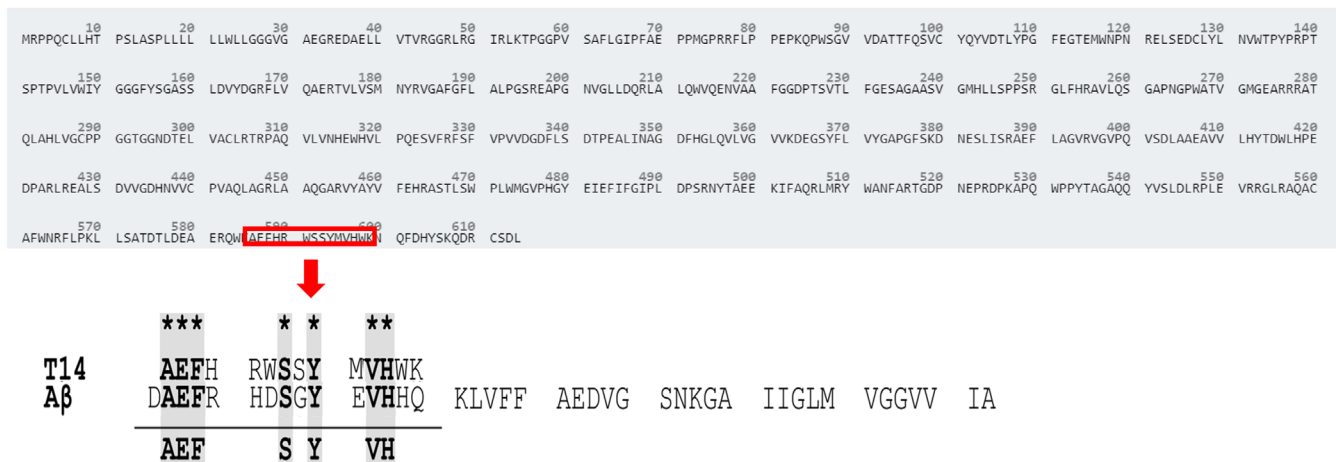 10 20 30 40 50 60 70 80 90 100 110 120 130 140
MRPPQCLLHT PSLASPLLLL LLWLLGGGVG AEGREDAELL VTVRGGRLRG IRLKTPGGPV SAFLGIPFAE PPMGPRRFLP PEPKQPWSGV VDATTFQSVC YQYVDTLYPG FEGTEMWNPN RELSEDCLYL NVWTPYPRPT
150 160 170 180 190 200 210 220 230 240 250 260 270 280
SPTPVLVWIY GGGFYSGASS LDVYDGRFLV QAERTVLVSM NYRVGAFGFL ALPGSREAPG NVGLLDQRLA LQWVQENVAA FGGDPTSVTL FGESAGAASV GMHLLSPPSR GLFHRAVLQS GAPNGPWATV GMGEARRRAT
290 300 310 320 330 340 350 360 370 380 390 400 410 420
QLAHLVGCPP GGTGGNDTEL VACLRTRPAQ VLVNHEWHVL PQESVFRFSF VPVVDGDFLS DTPEALINAG DFHGLQVLVG VVKDEGSYFL VYGAPGFSKD NESLISRAEF LAGVRVGVPQ VSDLAAEAVV LHYTDWLHPE
430 440 450 460 470 480 490 500 510 520 530 540 550 560
DPARLREALS DVVGDHNVVC PVAQLAGRLA AQGARVYAYV FEHRASTLSW PLWMGVPHGY EIEFIFGIPL DPSRNYTAEE KIFAQRLMRY WANFARTGDP NEPRDPKAPQ WPPYTAGAQQ YVSLDLRPLE VRRGLRAQAC
570 580 590 600 610
AFWNRFLPKL LSATDTLDEA ERQWKAEFHR WSSYMVHWKN QFDHYSKQDR CSDL
*** * * **
T14 AEFH RWSSY MVHWK
Aβ DAEFR HDSGY EVHHQ KLVFF AEDVG SNKGA IIGLM VGGVV IA
AEF S Y VH